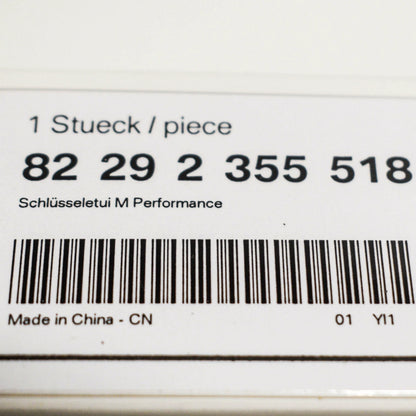 1 Stueck / piece
82 29 2 355 518
Schlüsseletui M Performance
Made in China - CN 01 YI1